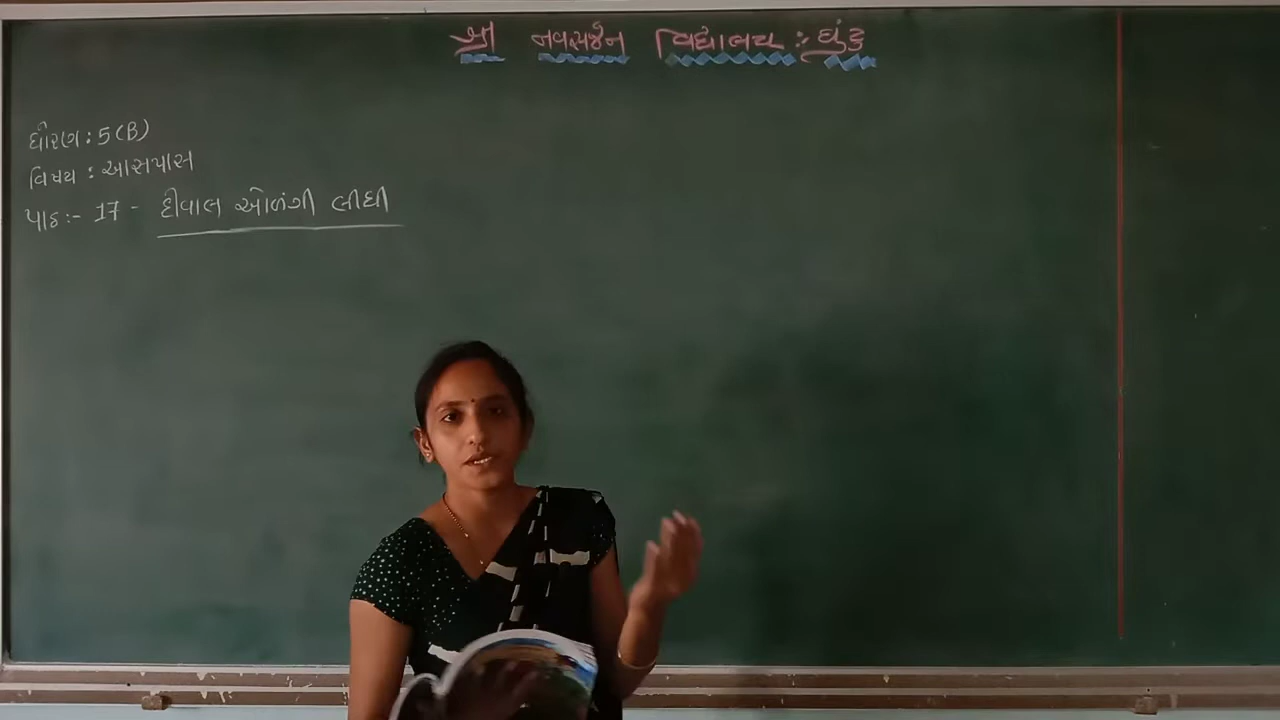 શ્રી નવસર્જન વિદ્યાલય : ઘુંટુ
ધોરણ : 5 (B)
વિષય : આસપાસ
પાઠ :- 17 - દીવાલ ઓળંગી લીધી